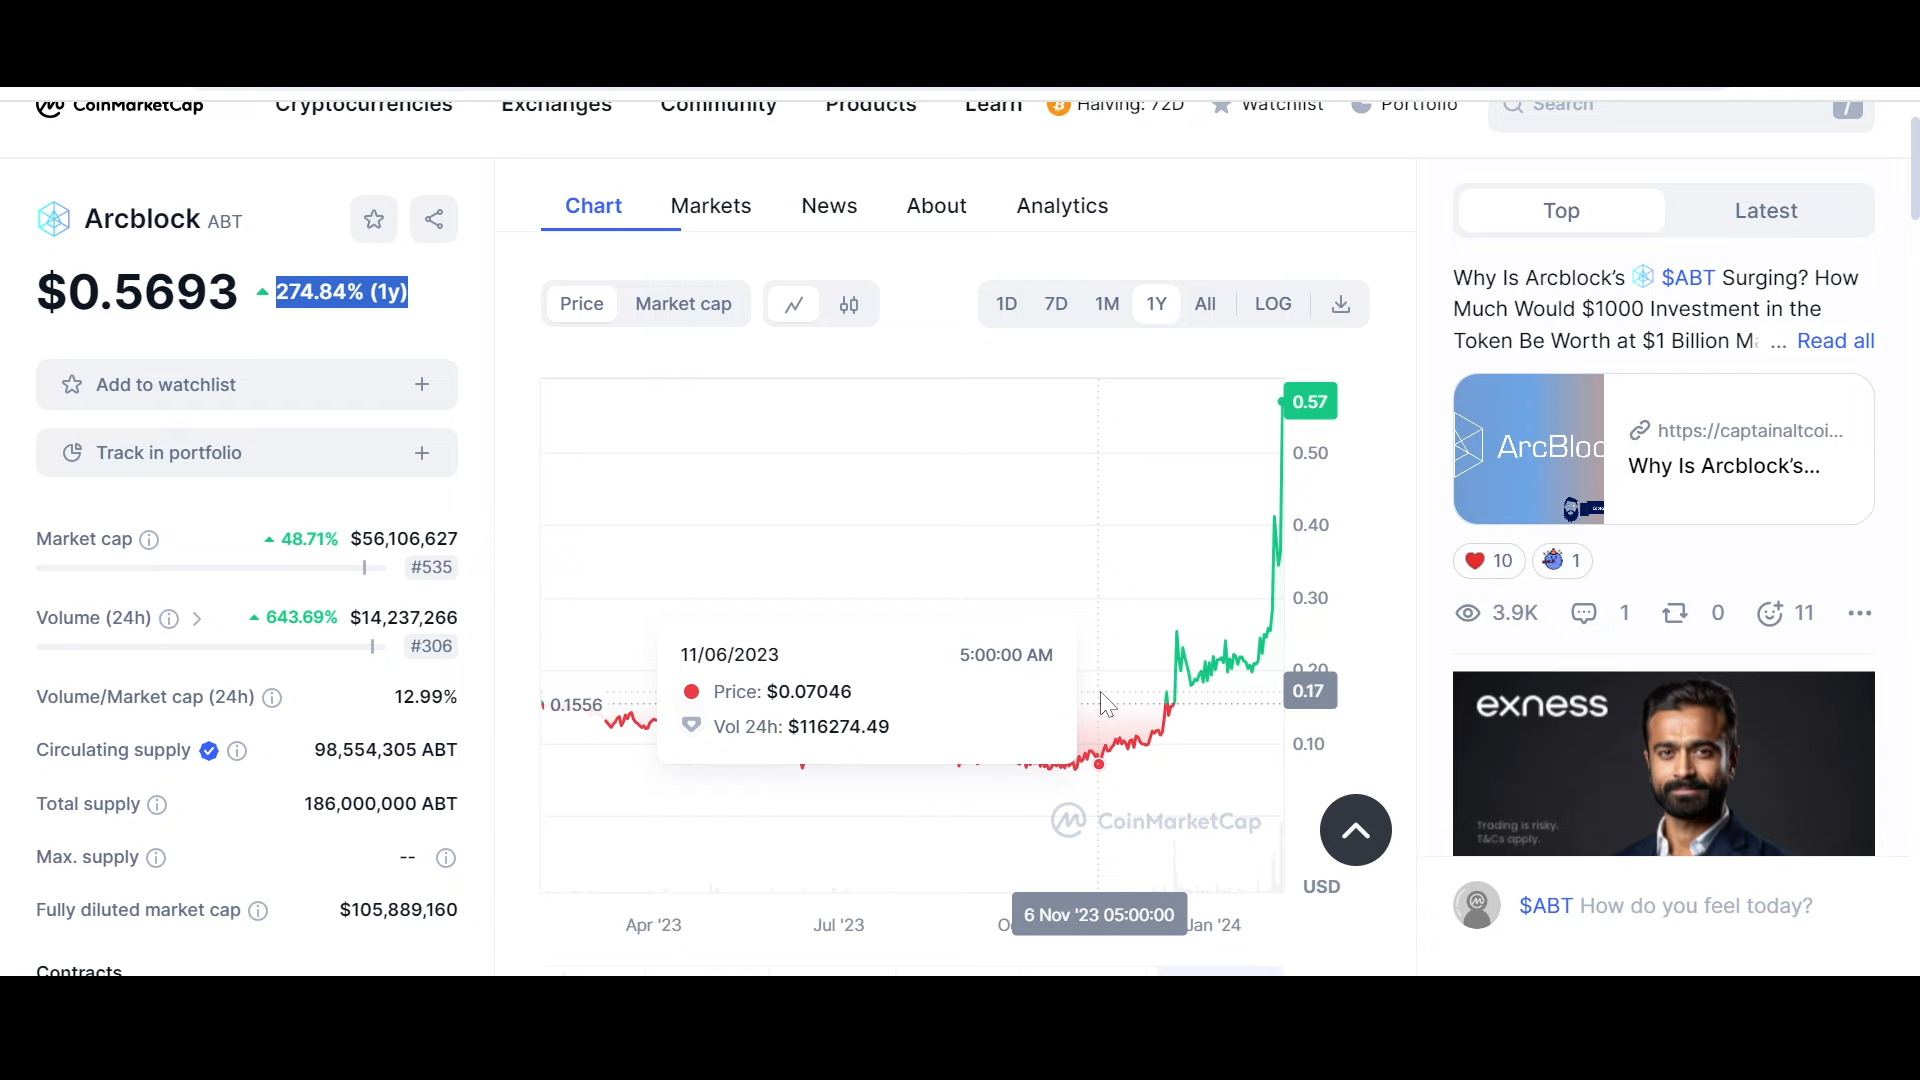 CoinMarketCap
Cryptocurrencies
Exchanges
Community
Products
Learn
Halving: 72D
Watchlist
Portfolio
Search
/
Arcblock ABT
$0.5693
274.84% (1y)
Add to watchlist
+
Track in portfolio
+
Market cap
48.71% $56,106,627
#535
Volume (24h)
643.69% $14,237,266
#306
Volume/Market cap (24h)
12.99%
Circulating supply
98,554,305 ABT
Total supply
186,000,000 ABT
Max. supply
--
Fully diluted market cap
$105,889,160
Contracts
Chart
Markets
News
About
Analytics
Price
Market cap
1D
7D
1M
1Y
All
LOG
0.57
0.50
0.40
0.30
0.20
0.17
0.10
0.1556
11/06/2023
5:00:00 AM
Price: $0.07046
Vol 24h: $116274.49
CoinMarketCap
USD
Apr '23
Jul '23
6 Nov '23 05:00:00
Jan '24
Top
Latest
Why Is Arcblock's $ABT Surging? How
Much Would $1000 Investment in the
Token Be Worth at $1 Billion Ma ... Read all
ArcBloc
https://captainaltcoi...
Why Is Arcblock's...
10
1
3.9K
1
0
11
exness
Trading is risky.
T&Cs apply.
$ABT How do you feel today?